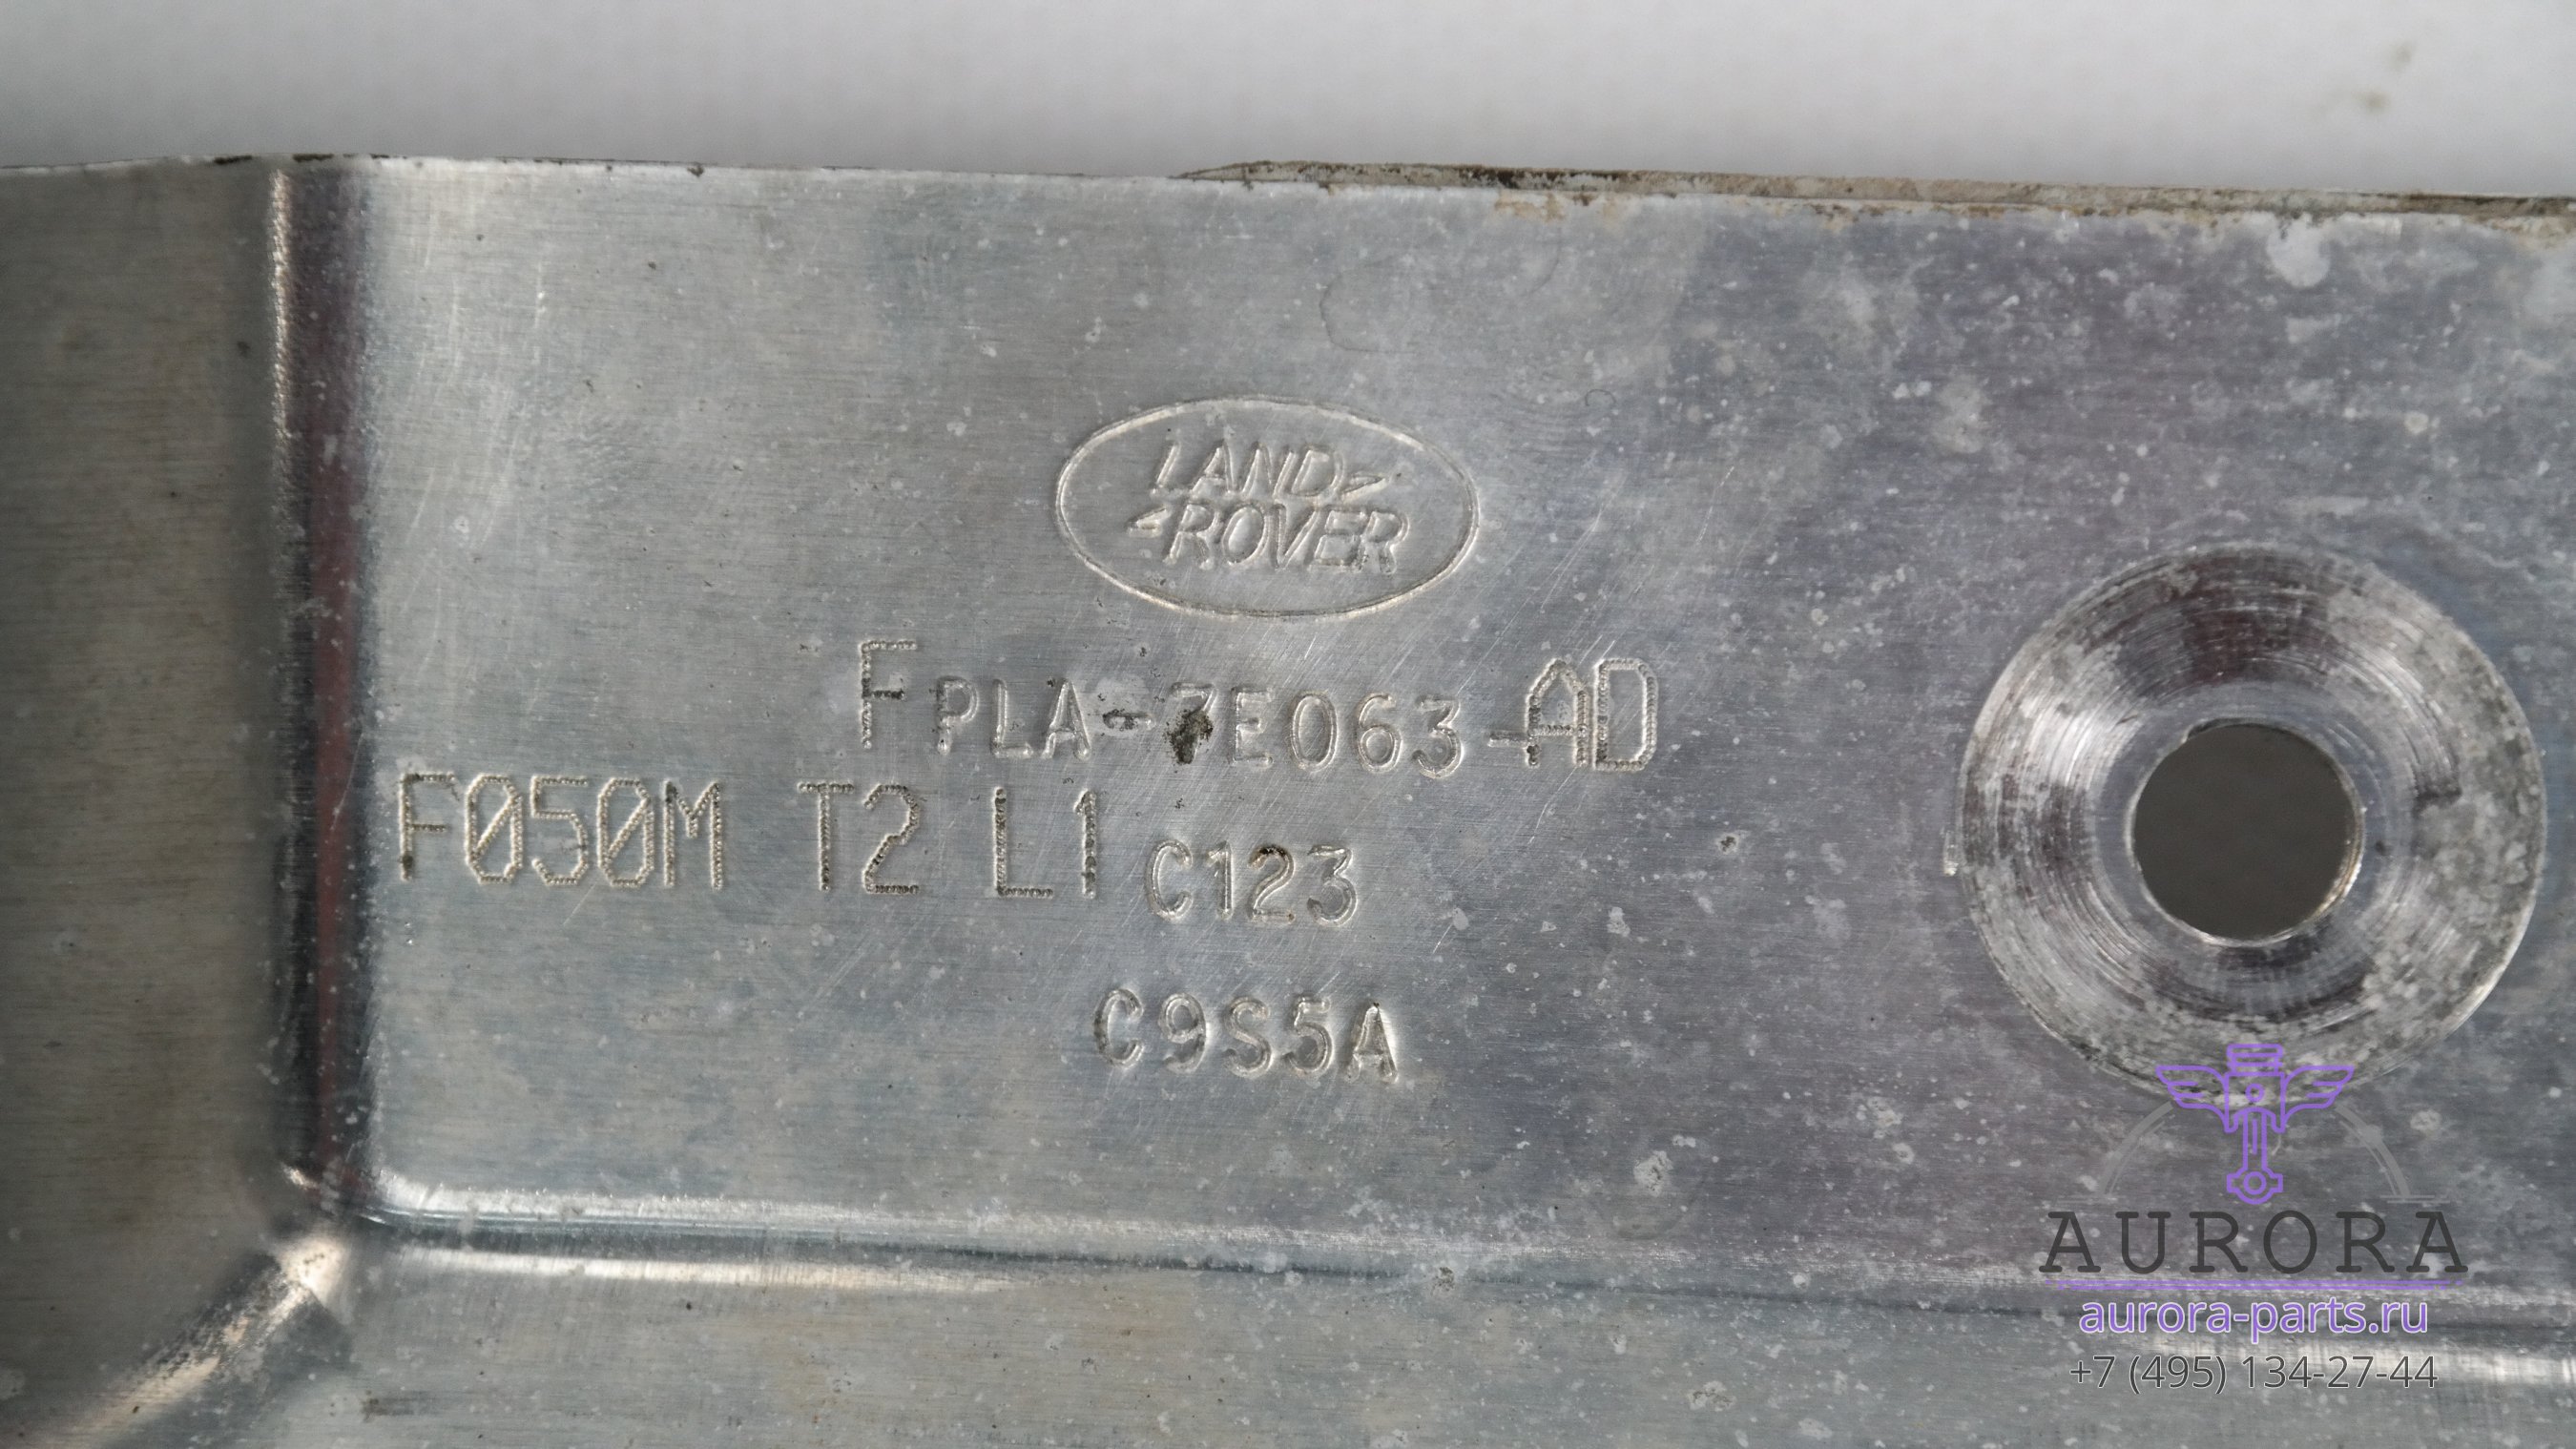 LAND
ROVER
FPLA-7E063-AD
F050M T2 L1 C123
C9S5A
AURORA
aurora-parts.ru
+7 (495) 134-27-44